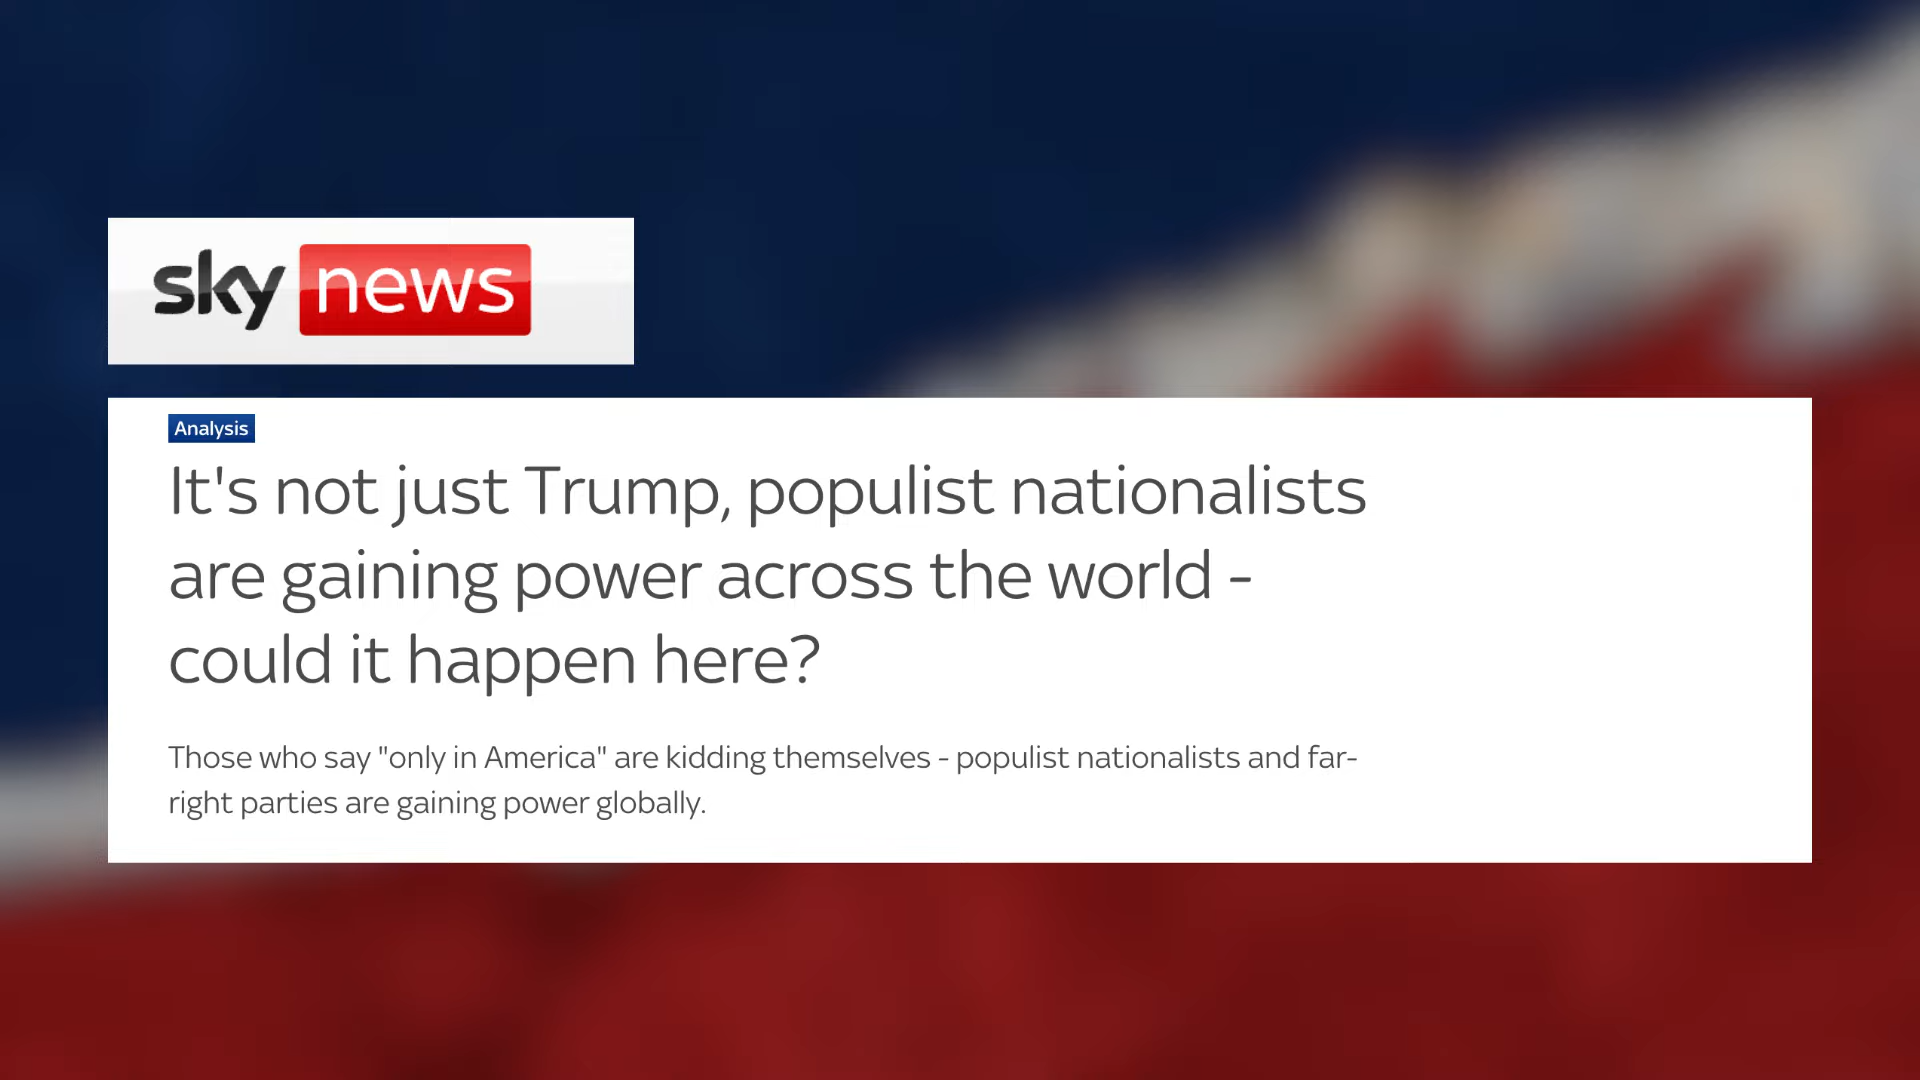 sky news
Analysis
It's not just Trump, populist nationalists
are gaining power across the world -
could it happen here?
Those who say "only in America" are kidding themselves - populist nationalists and far-
right parties are gaining power globally.